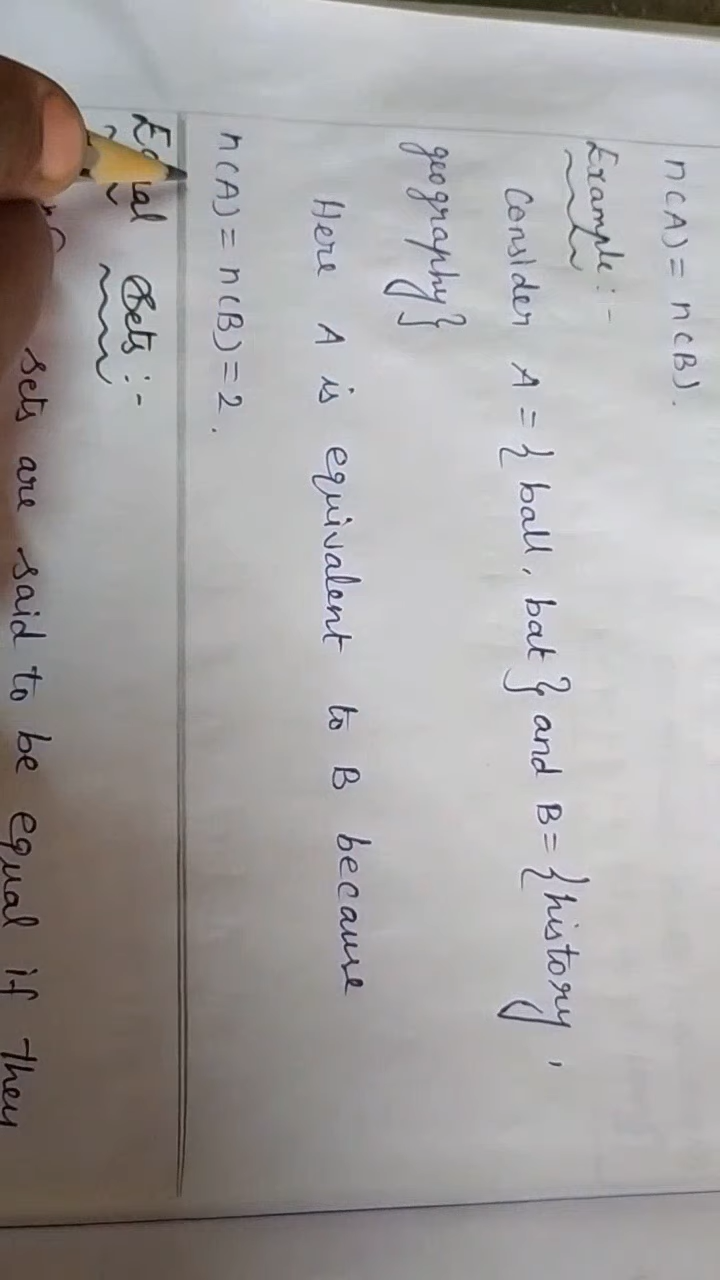 n(A) = n(B).
Example :-
Consider A = { ball, bat } and B = { history,
geography}
Here A is equivalent to B because
n(A) = n(B) = 2.
Equal Sets :-
sets are said to be equal if they